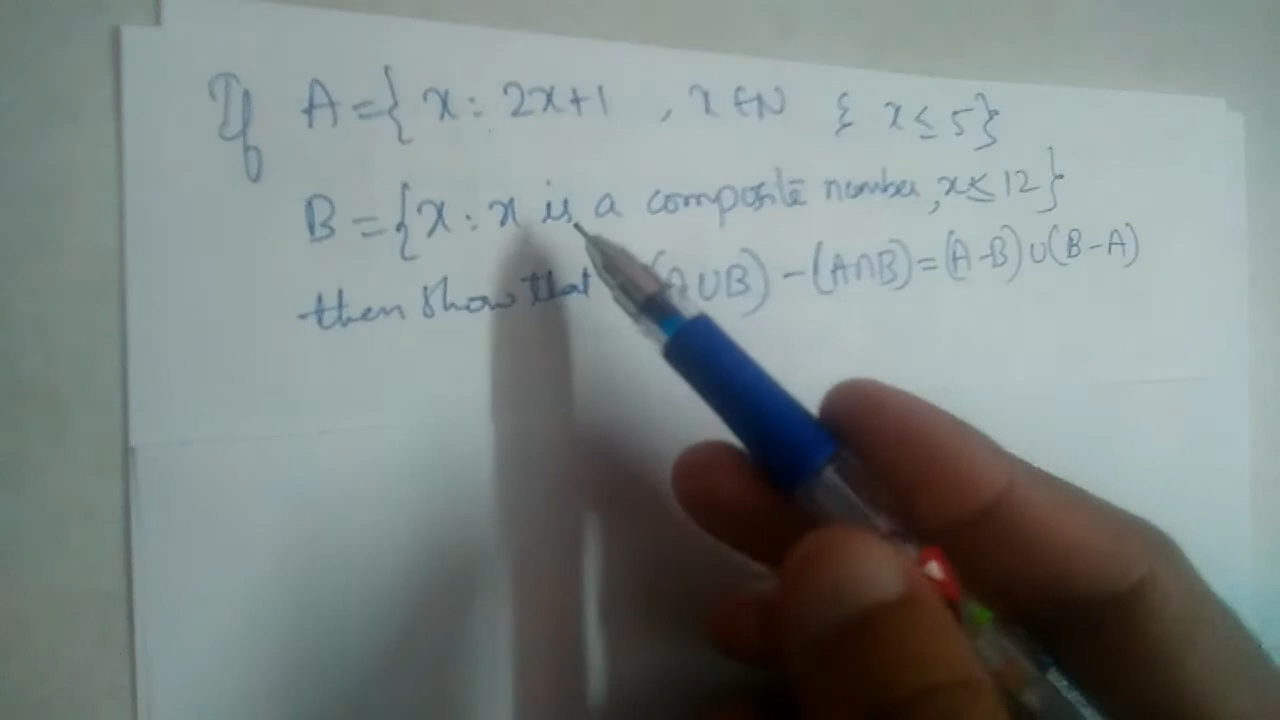 If A={x: 2x+1 , x∈N & x≤5}
B={x: x is a composite number, x≤12}
then show that (A∪B)-(A∩B)=(A-B)∪(B-A)